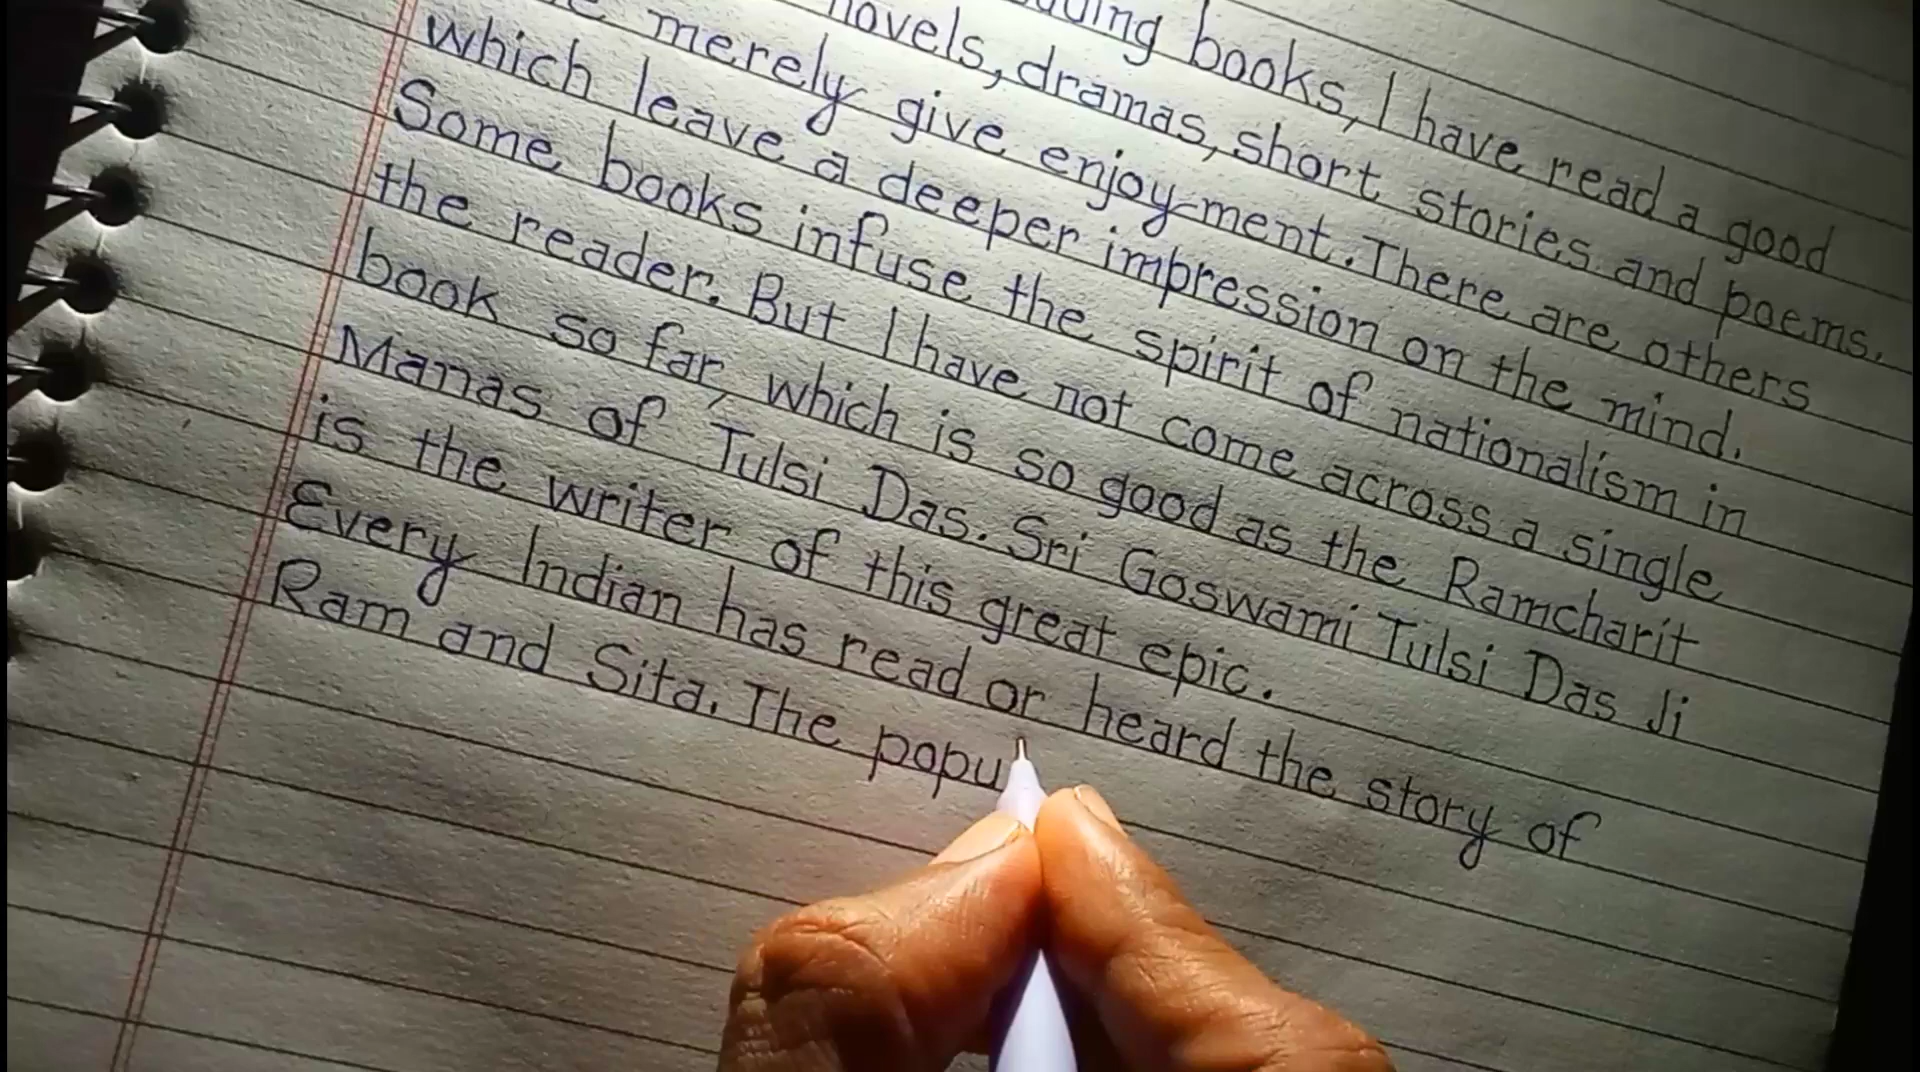 books, I have read a good
novels, dramas, short stories and poems.
merely give enjoyment. There are others
which leave a deeper impression on the mind.
Some books infuse the spirit of nationalism in
the reader. But I have not come across a single
book so far, which is so good as the Ramcharit
Manas of Tulsi Das. Sri Goswami Tulsi Das Ji
is the writer of this great epic.
Every Indian has read or heard the story of
Ram and Sita. The popu